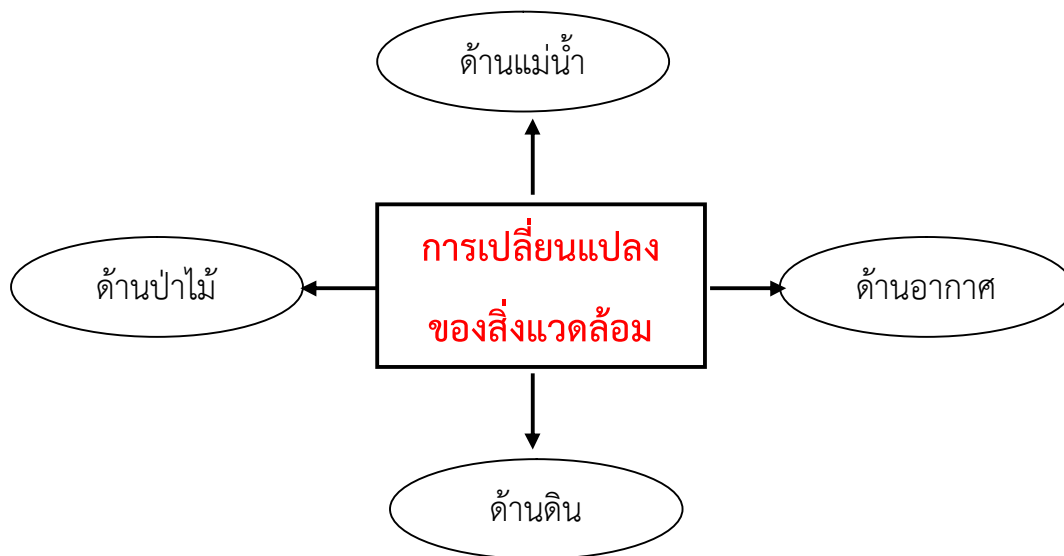 ด้านแม่น้ำ
การเปลี่ยนแปลง
ของสิ่งแวดล้อม
ด้านป่าไม้
ด้านอากาศ
ด้านดิน